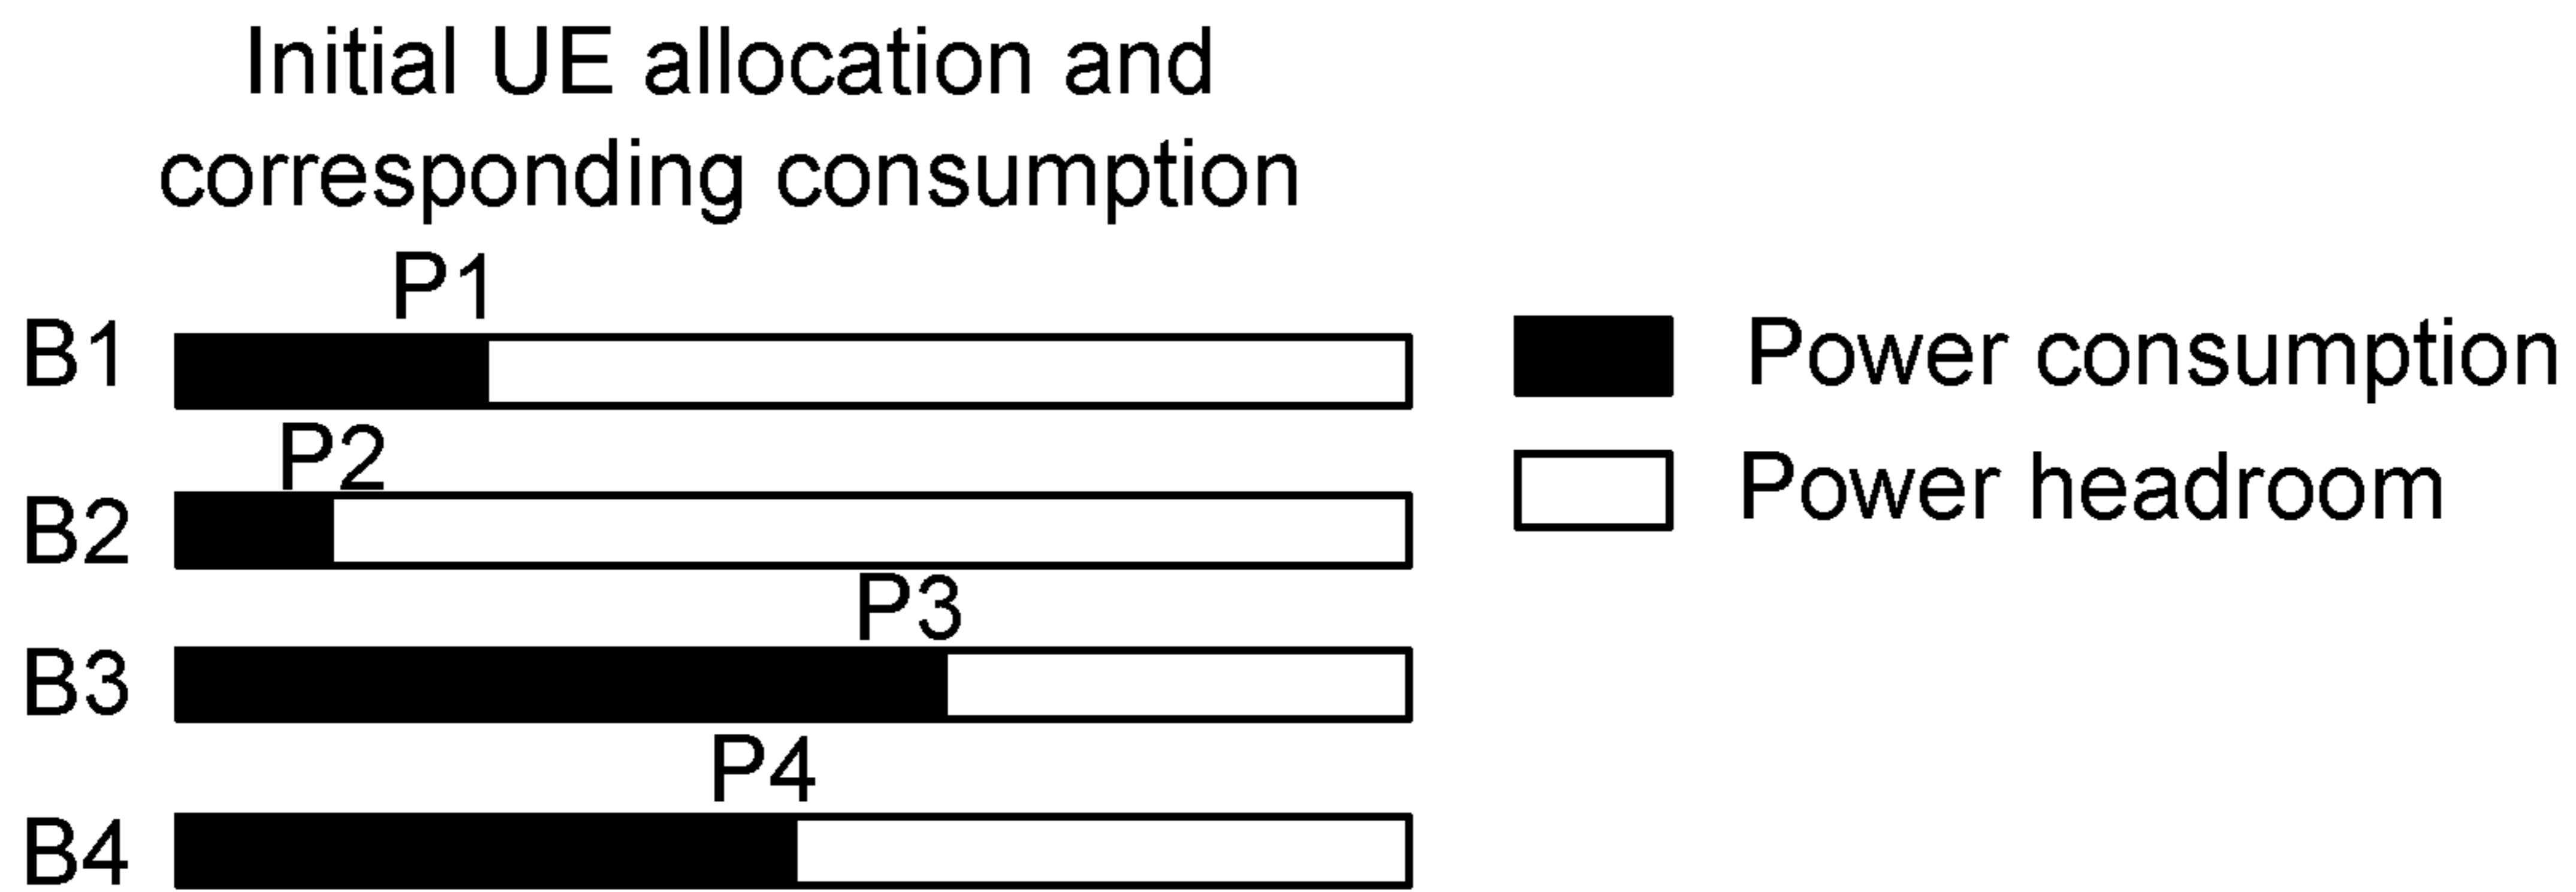 Initial UE allocation and
corresponding consumption
P1
B1
Power consumption
P2
B2
Power headroom
P3
B3
P4
B4